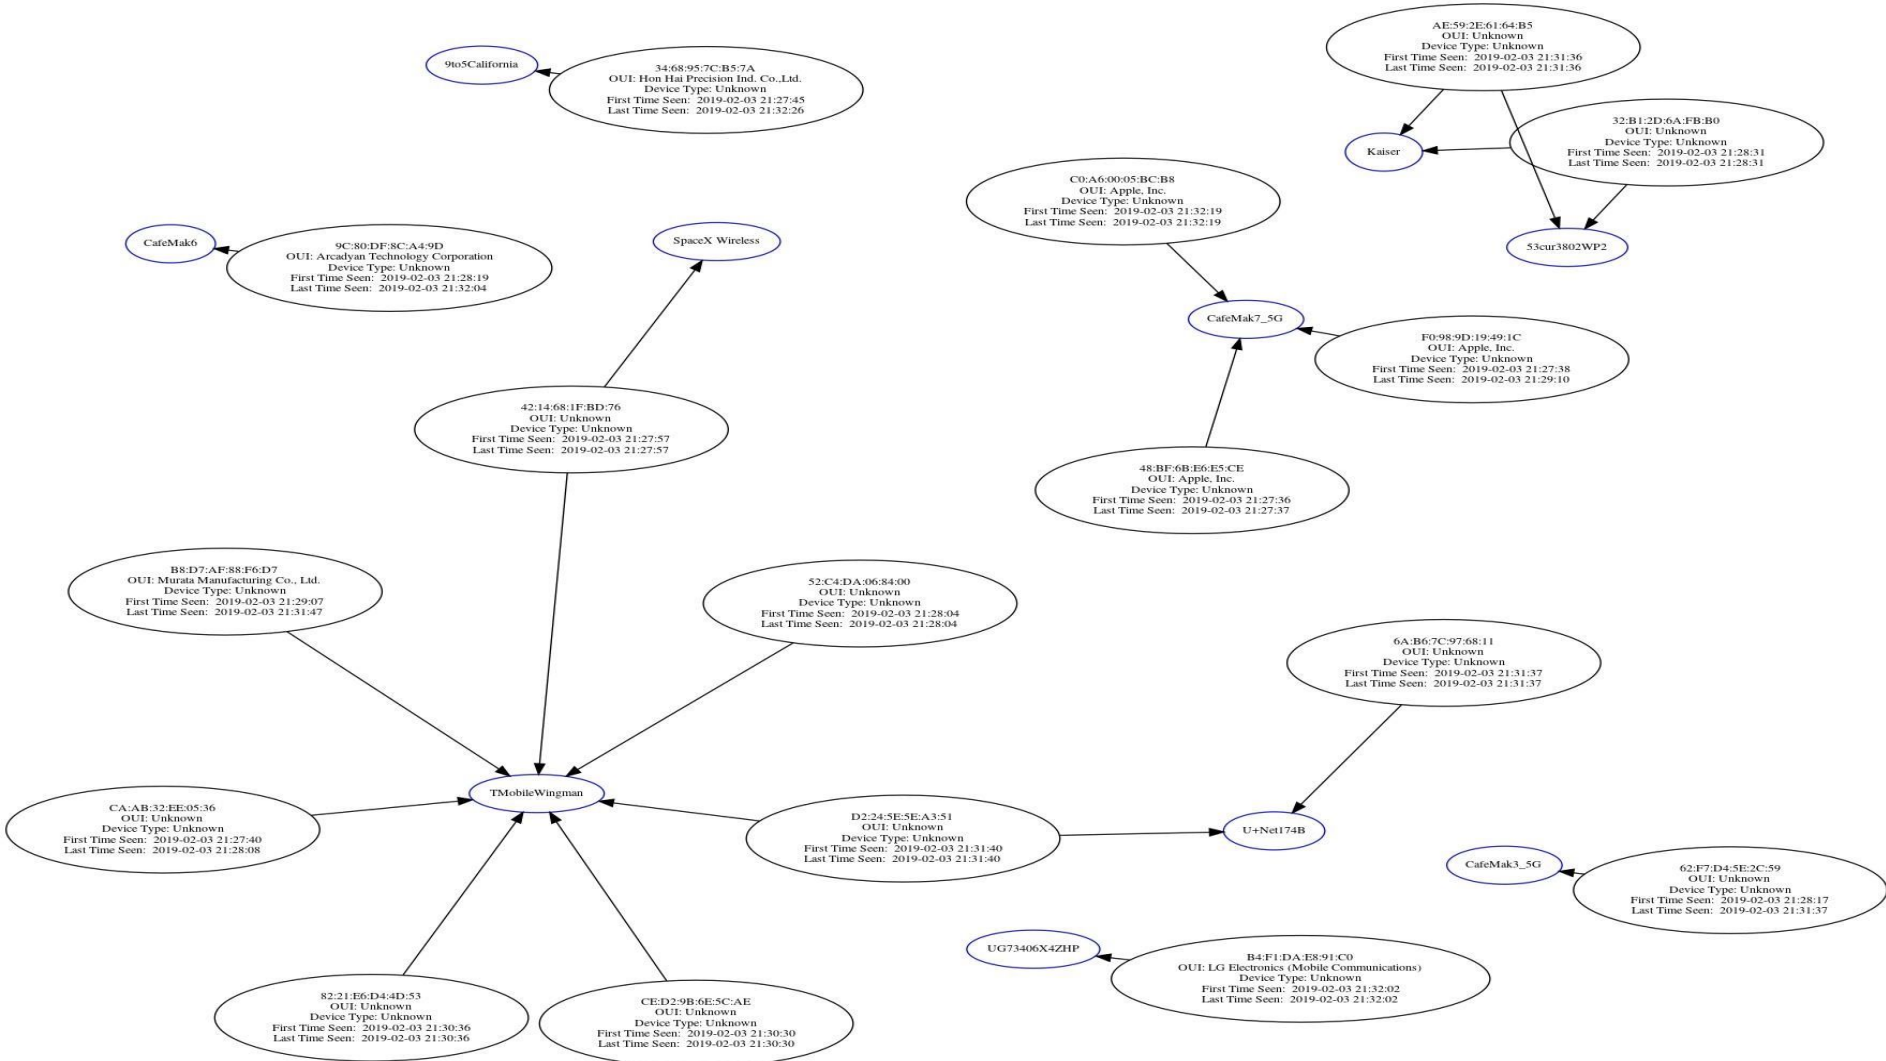 AE:59:2E:61:64:B5
OUI: Unknown
Device Type: Unknown
First Time Seen: 2019-02-03 21:31:36
Last Time Seen: 2019-02-03 21:31:36
9to5California
34:68:95:7C:B5:7A
OUI: Hon Hai Precision Ind. Co.,Ltd.
Device Type: Unknown
First Time Seen: 2019-02-03 21:27:45
Last Time Seen: 2019-02-03 21:32:26
Kaiser
32:B1:2D:6A:FB:B0
OUI: Unknown
Device Type: Unknown
First Time Seen: 2019-02-03 21:28:31
Last Time Seen: 2019-02-03 21:28:31
C0:A6:00:05:BC:B8
OUI: Apple, Inc.
Device Type: Unknown
First Time Seen: 2019-02-03 21:32:19
Last Time Seen: 2019-02-03 21:32:19
CafeMak6
9C:80:DF:8C:A4:9D
OUI: Arcadyan Technology Corporation
Device Type: Unknown
First Time Seen: 2019-02-03 21:28:19
Last Time Seen: 2019-02-03 21:32:04
SpaceX Wireless
53cur3802WP2
CafeMak7_5G
F0:98:9D:19:49:1C
OUI: Apple, Inc.
Device Type: Unknown
First Time Seen: 2019-02-03 21:27:38
Last Time Seen: 2019-02-03 21:29:10
42:14:68:1F:BD:76
OUI: Unknown
Device Type: Unknown
First Time Seen: 2019-02-03 21:27:57
Last Time Seen: 2019-02-03 21:27:57
48:BF:6B:E6:E5:CE
OUI: Apple, Inc.
Device Type: Unknown
First Time Seen: 2019-02-03 21:27:36
Last Time Seen: 2019-02-03 21:27:37
B8:D7:AF:88:F6:D7
OUI: Murata Manufacturing Co., Ltd.
Device Type: Unknown
First Time Seen: 2019-02-03 21:29:07
Last Time Seen: 2019-02-03 21:31:47
52:C4:DA:06:84:00
OUI: Unknown
Device Type: Unknown
First Time Seen: 2019-02-03 21:28:04
Last Time Seen: 2019-02-03 21:28:04
6A:B6:7C:97:68:11
OUI: Unknown
Device Type: Unknown
First Time Seen: 2019-02-03 21:31:37
Last Time Seen: 2019-02-03 21:31:37
TMobileWingman
CA:AB:32:EE:05:36
OUI: Unknown
Device Type: Unknown
First Time Seen: 2019-02-03 21:27:40
Last Time Seen: 2019-02-03 21:28:08
D2:24:5E:5E:A3:51
OUI: Unknown
Device Type: Unknown
First Time Seen: 2019-02-03 21:31:40
Last Time Seen: 2019-02-03 21:31:40
U+Net174B
CafeMak3_5G
62:F7:D4:5E:2C:59
OUI: Unknown
Device Type: Unknown
First Time Seen: 2019-02-03 21:28:17
Last Time Seen: 2019-02-03 21:31:37
UG73406X4ZHP
B4:F1:DA:E8:91:C0
OUI: LG Electronics (Mobile Communications)
Device Type: Unknown
First Time Seen: 2019-02-03 21:32:02
Last Time Seen: 2019-02-03 21:32:02
82:21:E6:D4:4D:53
OUI: Unknown
Device Type: Unknown
First Time Seen: 2019-02-03 21:30:36
Last Time Seen: 2019-02-03 21:30:36
CE:D2:9B:6E:5C:AE
OUI: Unknown
Device Type: Unknown
First Time Seen: 2019-02-03 21:30:30
Last Time Seen: 2019-02-03 21:30:30